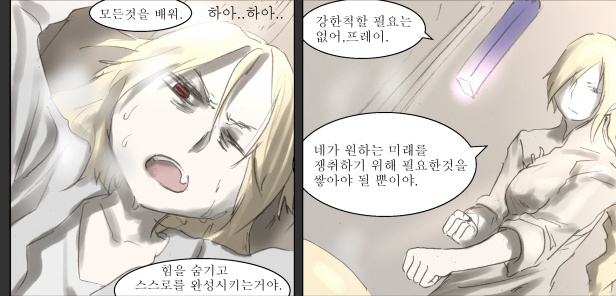 모든것을 배워.
하아..하아..
힘을 숨기고
스스로를 완성시키는거야.
강한척할 필요는
없어,프레이.
네가 원하는 미래를
쟁취하기 위해 필요한것을
쌓아야 될 뿐이야.